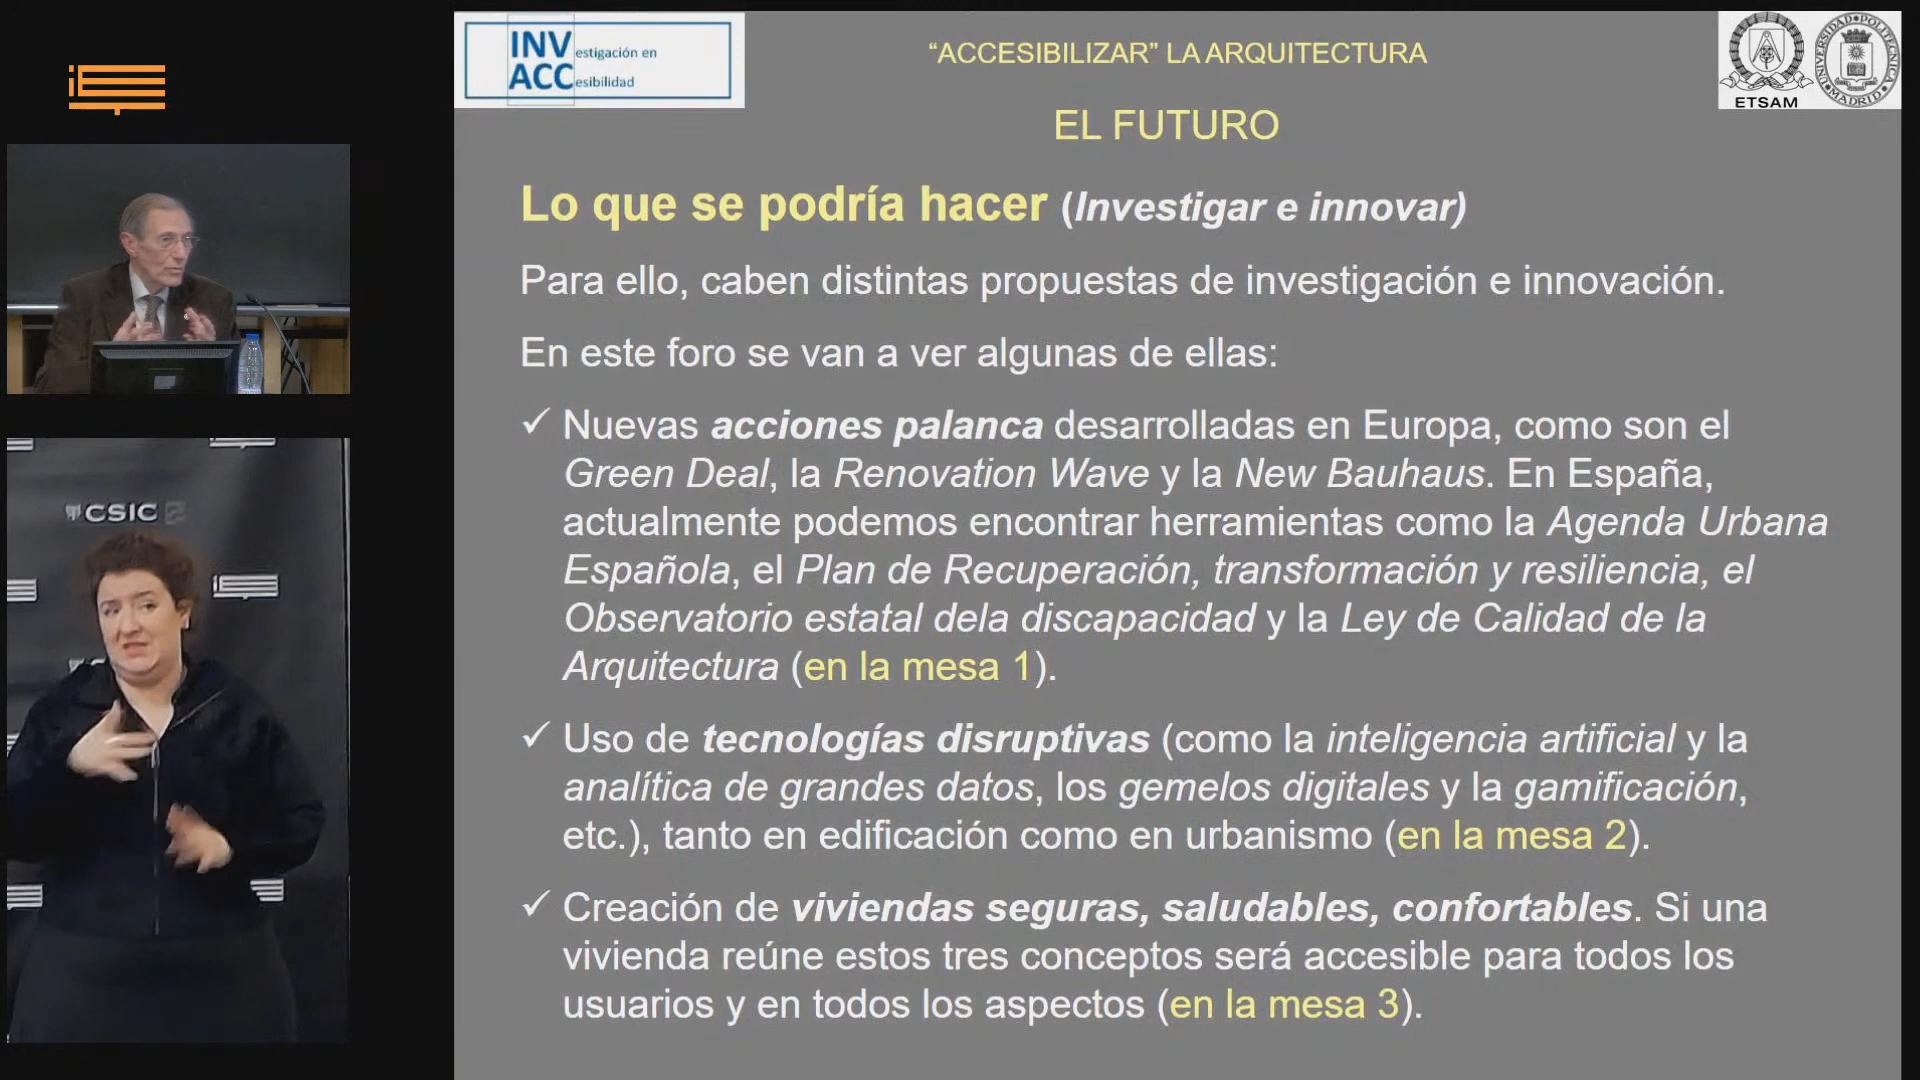 INVestigación en
ACCesibilidad
“ACCESIBILIZAR” LA ARQUITECTURA
ETSAM
UNIVERSIDAD POLITÉCNICA MADRID
EL FUTURO
Lo que se podría hacer (Investigar e innovar)
Para ello, caben distintas propuestas de investigación e innovación.
En este foro se van a ver algunas de ellas:
✓ Nuevas acciones palanca desarrolladas en Europa, como son el
Green Deal, la Renovation Wave y la New Bauhaus. En España,
actualmente podemos encontrar herramientas como la Agenda Urbana
Española, el Plan de Recuperación, transformación y resiliencia, el
Observatorio estatal dela discapacidad y la Ley de Calidad de la
Arquitectura (en la mesa 1).
✓ Uso de tecnologías disruptivas (como la inteligencia artificial y la
analítica de grandes datos, los gemelos digitales y la gamificación,
etc.), tanto en edificación como en urbanismo (en la mesa 2).
✓ Creación de viviendas seguras, saludables, confortables. Si una
vivienda reúne estos tres conceptos será accesible para todos los
usuarios y en todos los aspectos (en la mesa 3).
CSIC